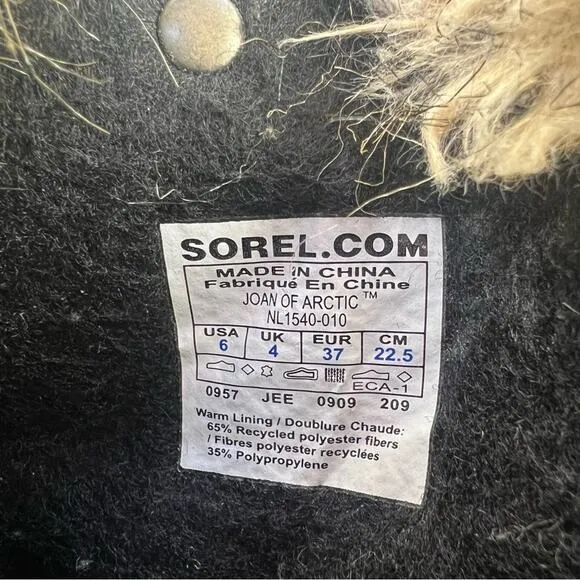 SOREL.COM
MADE IN CHINA
Fabriqué En Chine
JOAN OF ARCTIC™
NL1540-010
USA UK EUR CM
6 4 37 22.5
ECA-1
0957 JEE 0909 209
Warm Lining / Doublure Chaude:
65% Recycled polyester fibers
/ Fibres polyester recyclées
35% Polypropylene